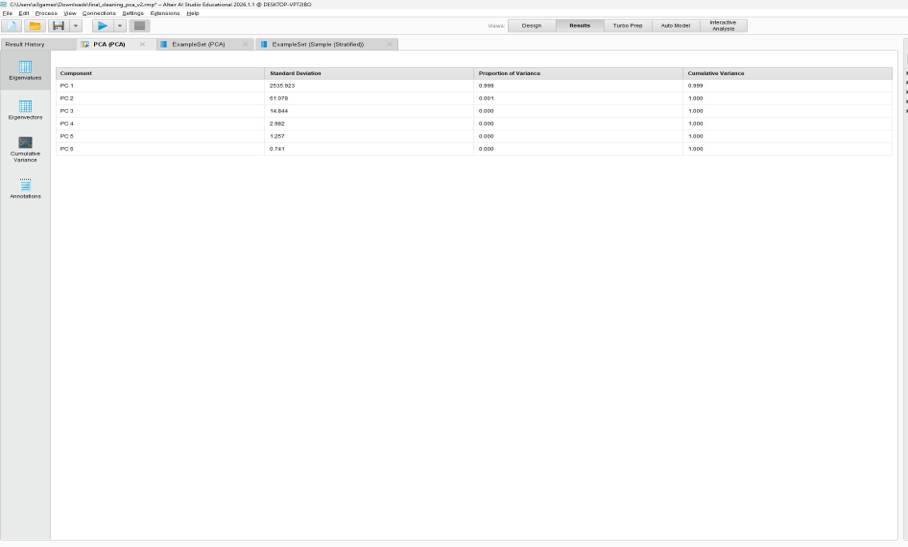 C:\Users\a3games\Downloads\final_cleaning_pca_v2.rmp* – Altair AI Studio Educational 2026.1.1 @ DESKTOP-VPT2IBO
File Edit Process View Connections Settings Extensions Help
Views: Design Results Turbo Prep Auto Model Interactive Analysis
Result History PCA (PCA) ExampleSet (PCA) ExampleSet (Sample (Stratified))
Eigenvalues
Eigenvectors
Cumulative
Variance
Annotations
Component Standard Deviation Proportion of Variance Cumulative Variance
PC 1 2535.923 0.999 0.999
PC 2 61.079 0.001 1.000
PC 3 14.844 0.000 1.000
PC 4 2.982 0.000 1.000
PC 5 1.257 0.000 1.000
PC 6 0.741 0.000 1.000